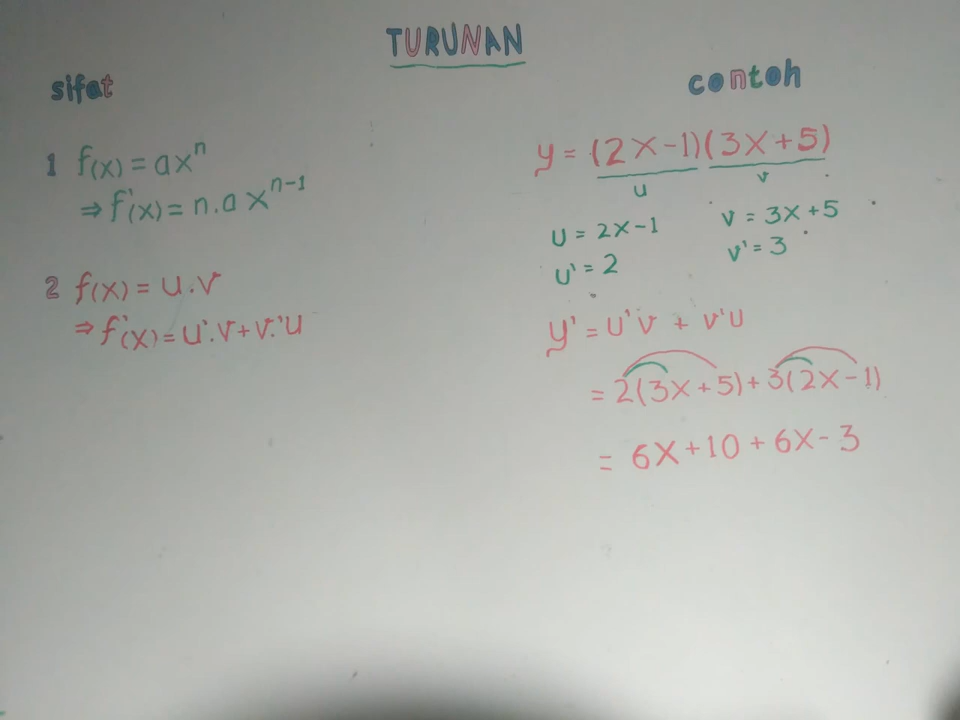 TURUNAN
sifat
1 f(x) = axⁿ
⇒ f'(x) = n.a xⁿ⁻¹
2 f(x) = u.v
⇒ f'(x) = u'.v + v.'u
contoh
y = (2x-1)(3x+5)
u v
u = 2x-1 v = 3x+5
u' = 2 v' = 3
y' = u'v + v'u
= 2(3x+5) + 3(2x-1)
= 6x + 10 + 6x - 3